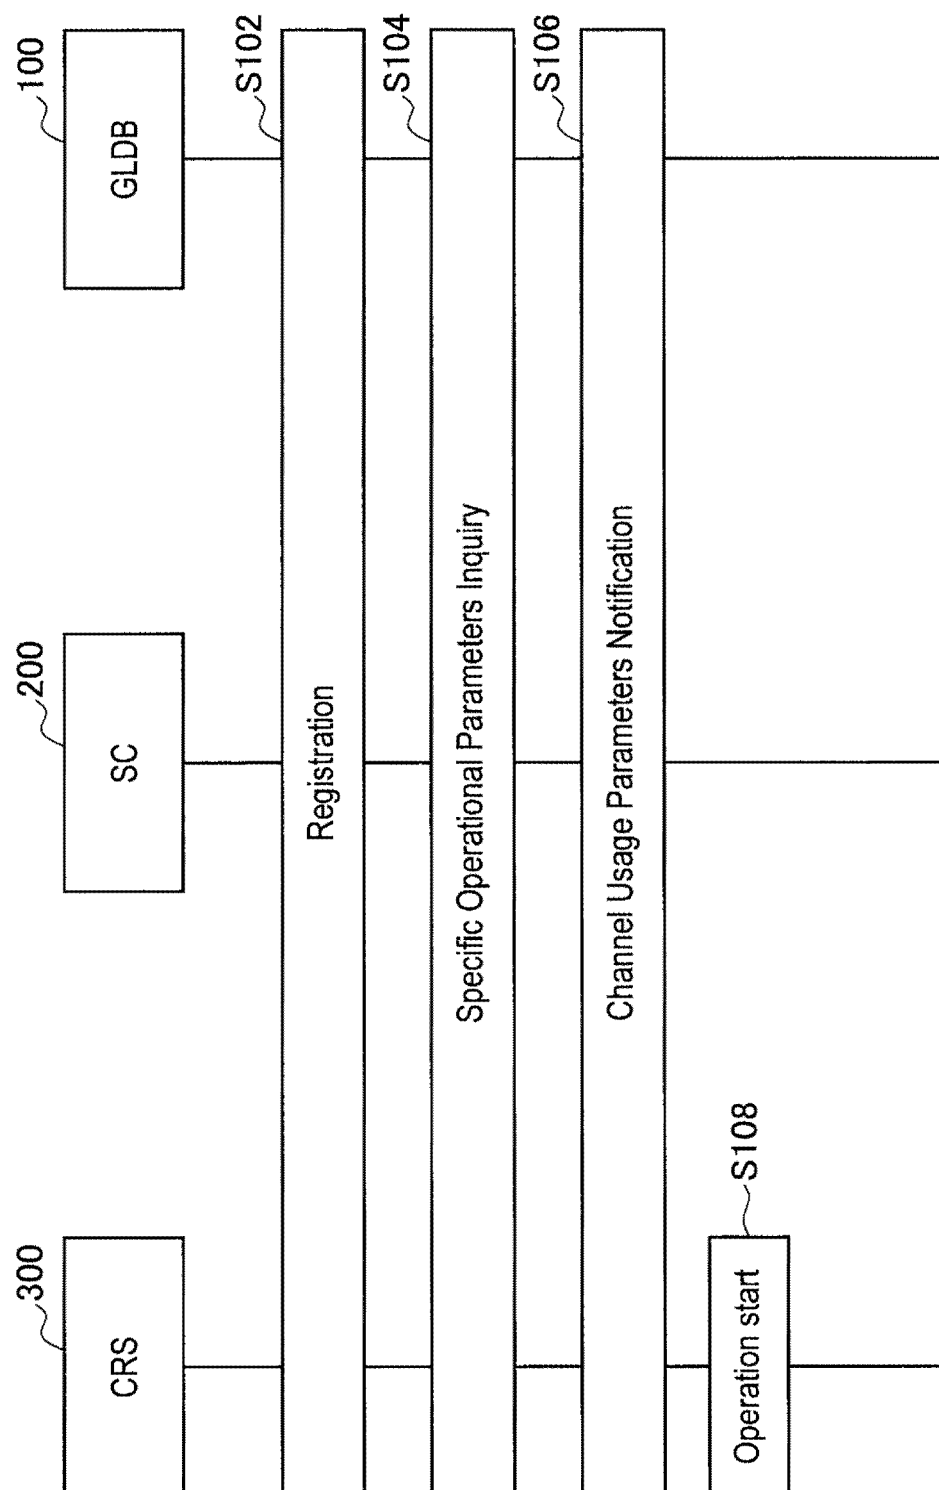 300
CRS
200
SC
100
GLDB
S102
Registration
S104
Specific Operational Parameters Inquiry
S106
Channel Usage Parameters Notification
S108
Operation start